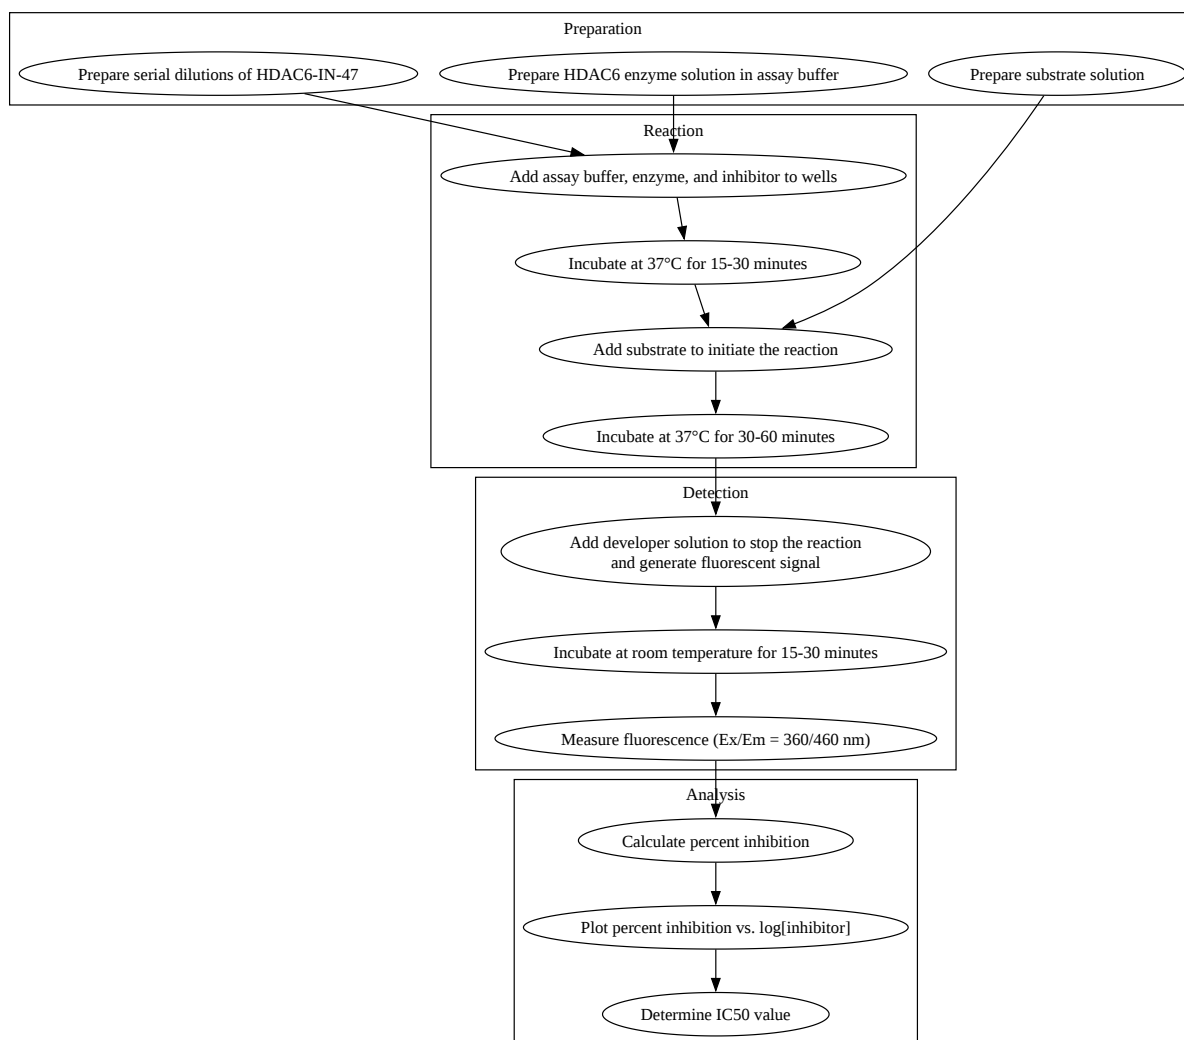 Preparation
Prepare serial dilutions of HDAC6-IN-47
Prepare HDAC6 enzyme solution in assay buffer
Prepare substrate solution
Reaction
Add assay buffer, enzyme, and inhibitor to wells
Incubate at 37°C for 15-30 minutes
Add substrate to initiate the reaction
Incubate at 37°C for 30-60 minutes
Detection
Add developer solution to stop the reaction
and generate fluorescent signal
Incubate at room temperature for 15-30 minutes
Measure fluorescence (Ex/Em = 360/460 nm)
Analysis
Calculate percent inhibition
Plot percent inhibition vs. log[inhibitor]
Determine IC50 value